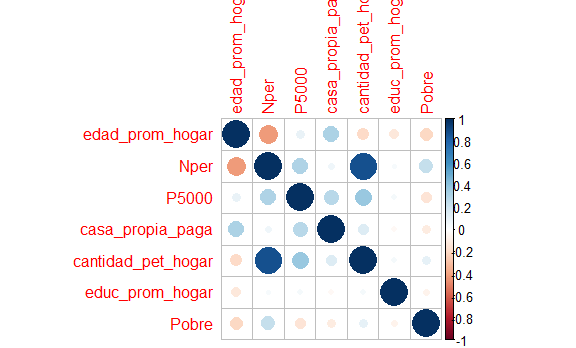 edad_prom_hoga
Nper
P5000
casa_propia_pa
cantidad_pet_ho
educ_prom_hog
Pobre
edad_prom_hogar
Nper
P5000
casa_propia_paga
cantidad_pet_hogar
educ_prom_hogar
Pobre
1
0.8
0.6
0.4
0.2
0
-0.2
-0.4
-0.6
-0.8
-1